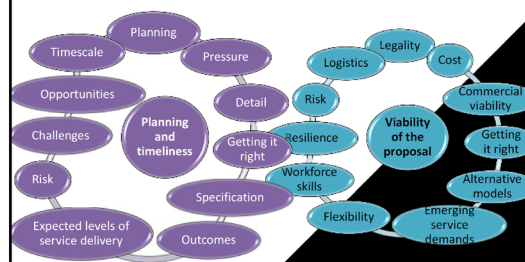 Planning
Timescale
Pressure
Opportunities
Detail
Challenges
Planning
and
timeliness
Getting it
right
Risk
Specification
Expected levels of
service delivery
Outcomes
Legality
Logistics
Cost
Risk
Commercial
viability
Resilience
Viability
of the
proposal
Getting it
right
Workforce
skills
Alternative
models
Flexibility
Emerging
service
demands